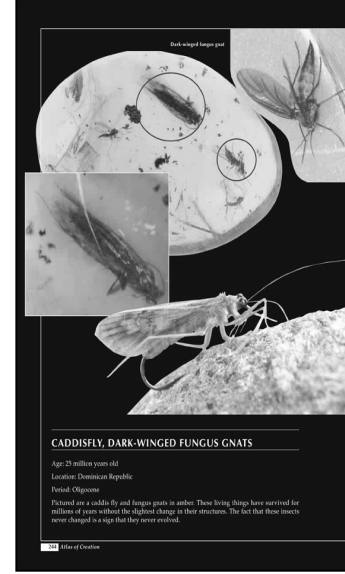 Dark-winged fungus gnat
CADDISFLY, DARK-WINGED FUNGUS GNATS
Age: 25 million years old
Location: Dominican Republic
Period: Oligocene
Pictured are a caddis fly and fungus gnats in amber. These living things have survived for
millions of years without the slightest change in their structures. The fact that these insects
never changed is a sign that they never evolved.
244 Atlas of Creation